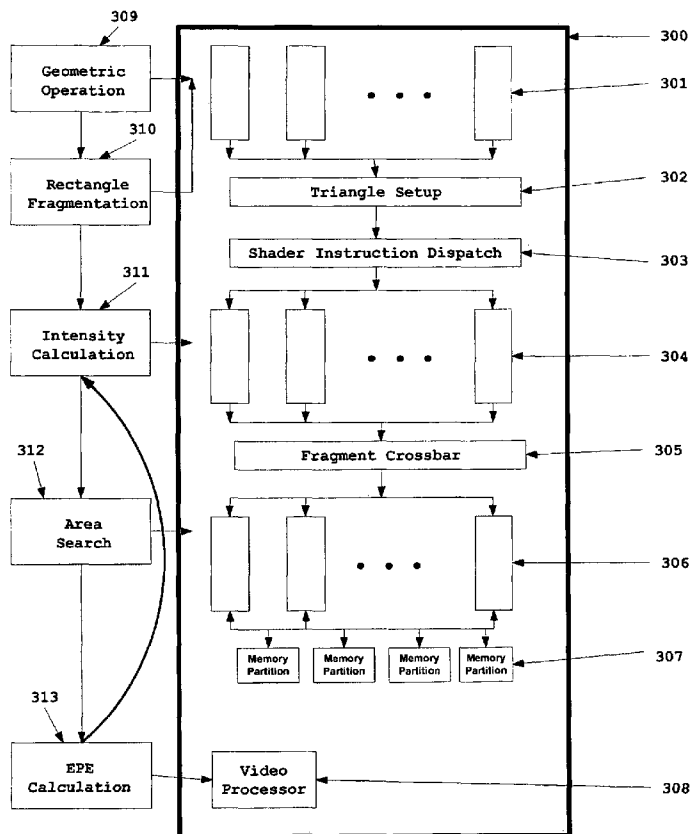 309
300
Geometric
Operation
301
310
Rectangle
Fragmentation
Triangle Setup
302
Shader Instruction Dispatch
303
311
Intensity
Calculation
304
Fragment Crossbar
305
312
Area
Search
306
Memory
Partition
Memory
Partition
Memory
Partition
Memory
Partition
307
313
EPE
Calculation
Video
Processor
308